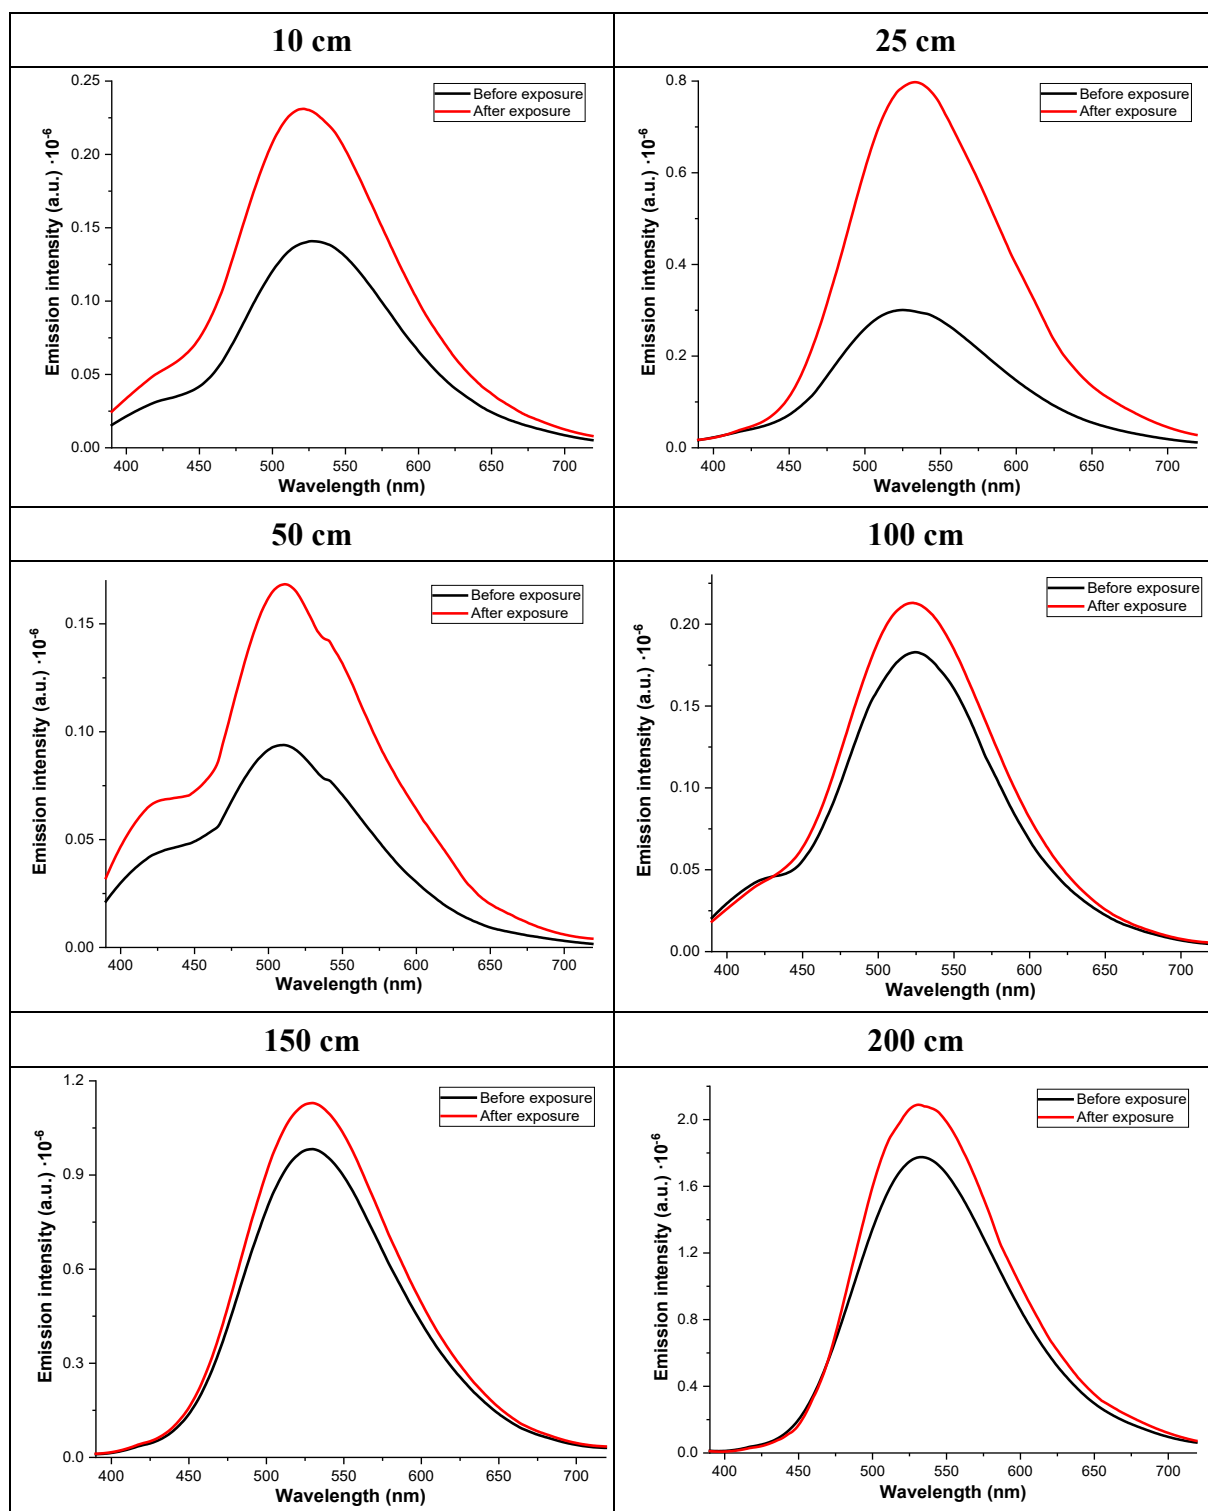 10 cm
25 cm
Before exposure
After exposure
Emission intensity (a.u.) ·10⁻⁶
0.25
0.20
0.15
0.10
0.05
0.00
400 450 500 550 600 650 700
Wavelength (nm)
Before exposure
After exposure
Emission intensity (a.u.) ·10⁻⁶
0.8
0.6
0.4
0.2
0.0
400 450 500 550 600 650 700
Wavelength (nm)
50 cm
100 cm
Before exposure
After exposure
Emission intensity (a.u.) ·10⁻⁶
0.15
0.10
0.05
0.00
400 450 500 550 600 650 700
Wavelength (nm)
Before exposure
After exposure
Emission intensity (a.u.) ·10⁻⁶
0.20
0.15
0.10
0.05
0.00
400 450 500 550 600 650 700
Wavelength (nm)
150 cm
200 cm
Before exposure
After exposure
Emission intensity (a.u.) ·10⁻⁶
1.2
0.9
0.6
0.3
0.0
400 450 500 550 600 650 700
Wavelength (nm)
Before exposure
After exposure
Emission intensity (a.u.) ·10⁻⁶
2.0
1.6
1.2
0.8
0.4
0.0
400 450 500 550 600 650 700
Wavelength (nm)